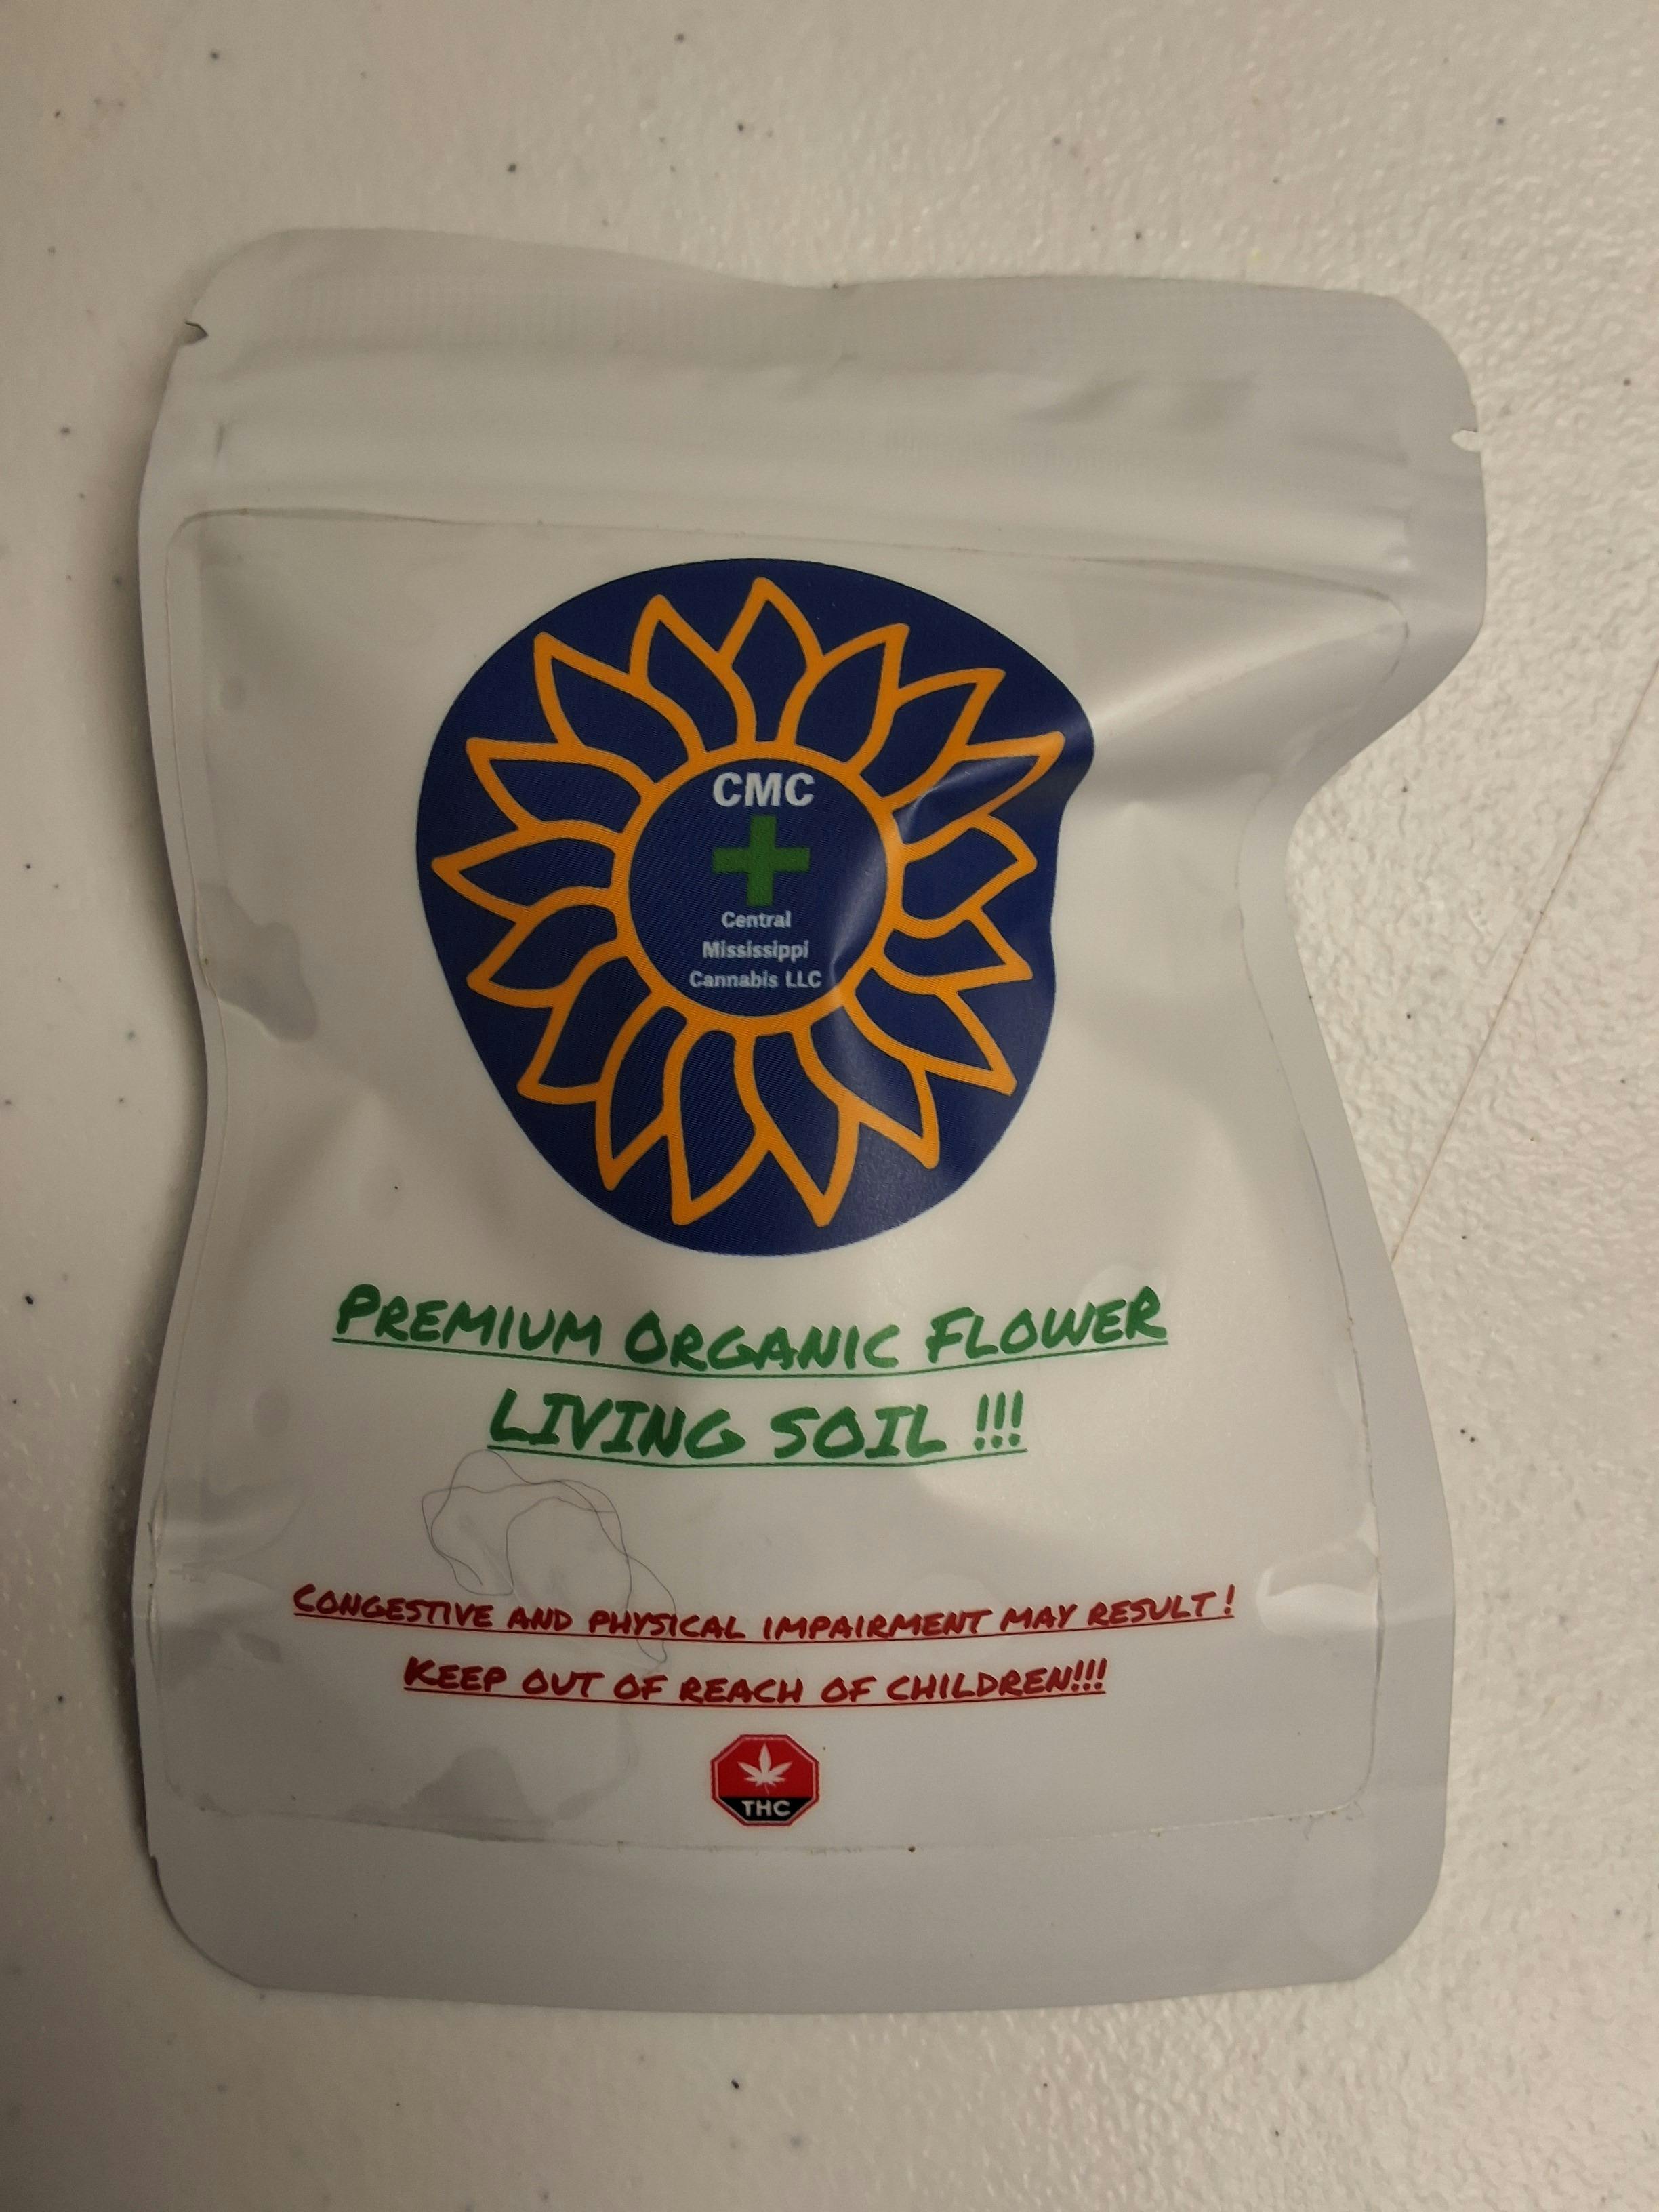 CMC
Central
Mississippi
Cannabis LLC
PREMIUM ORGANIC FLOWER
LIVING SOIL !!!
CONGESTIVE AND PHYSICAL IMPAIRMENT MAY RESULT !
KEEP OUT OF REACH OF CHILDREN!!!
THC